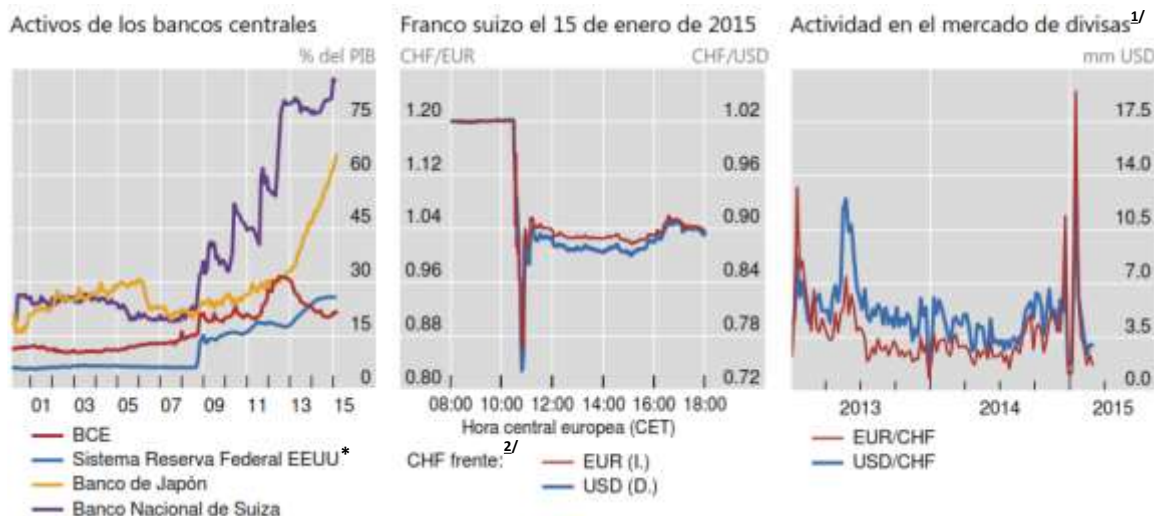 Activos de los bancos centrales
% del PIB
75
60
45
30
15
0
01 03 05 07 09 11 13 15
BCE
Sistema Reserva Federal EEUU*
Banco de Japón
Banco Nacional de Suiza
Franco suizo el 15 de enero de 2015
CHF/EUR CHF/USD
1.20 1.02
1.12 0.96
1.04 0.90
0.96 0.84
0.88 0.78
0.80 0.72
08:00 10:00 12:00 14:00 16:00 18:00
Hora central europea (CET)
CHF frente: 2/
EUR (I.)
USD (D.)
Actividad en el mercado de divisas 1/
mm USD
17.5
14.0
10.5
7.0
3.5
0.0
2013 2014 2015
EUR/CHF
USD/CHF